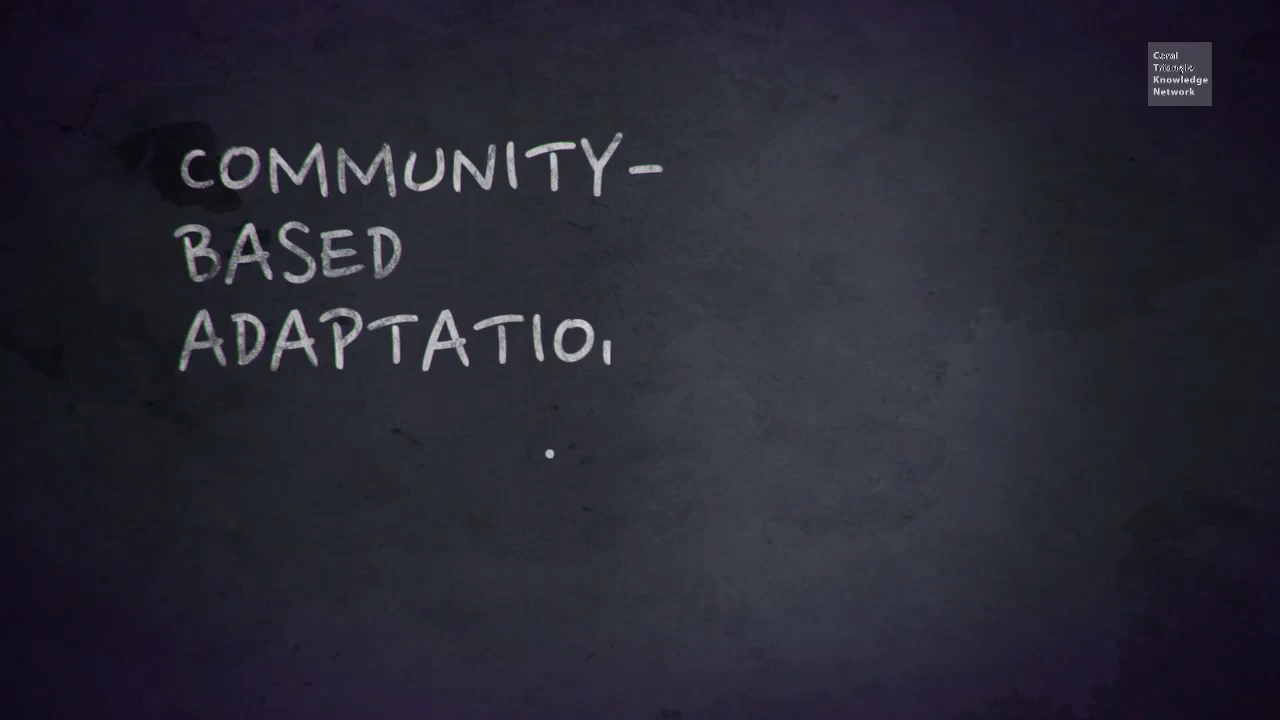 COMMUNITY-
BASED
ADAPTATIO
Coral
Triangle
Knowledge
Network